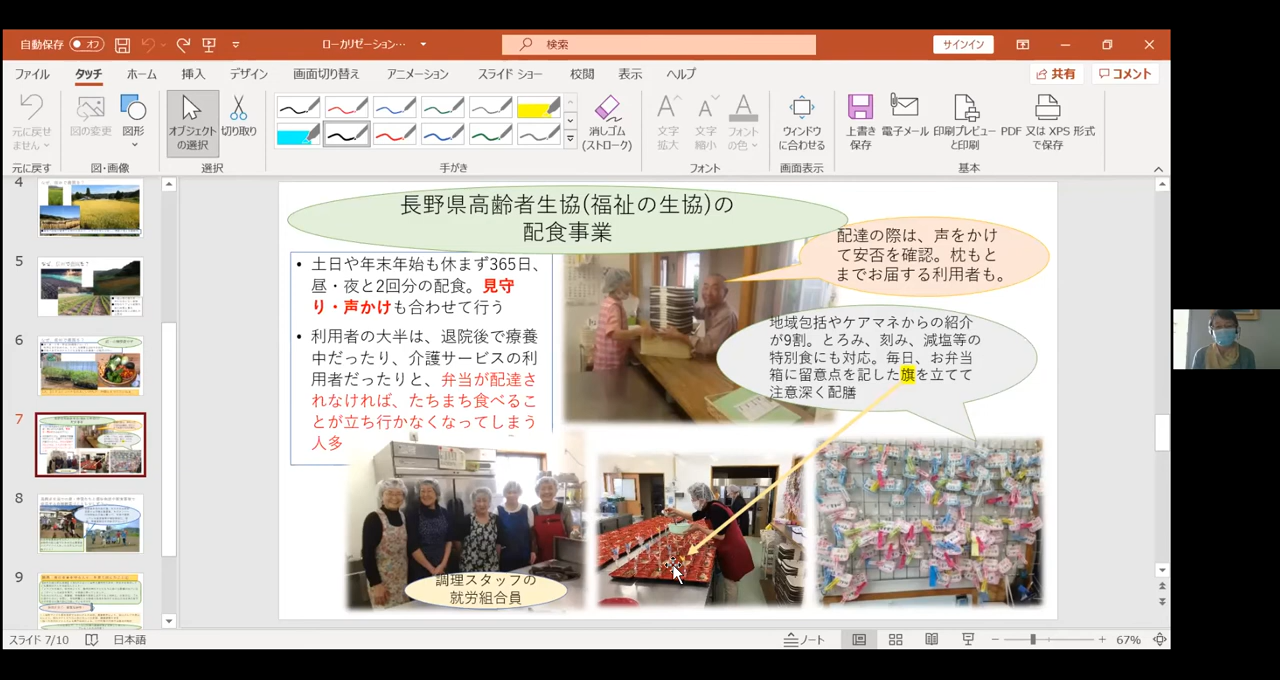 自動保存 オフ
ローカリゼーション…
検索
サインイン
ファイル タッチ ホーム 挿入 デザイン 画面切り替え アニメーション スライド ショー 校閲 表示 ヘルプ
共有 コメント
元に戻せ
ません
図の変更
図形
オブジェクト
の選択
切り取り
消しゴム
(ストローク)
文字
拡大
文字
縮小
フォント
の色
ウィンドウ
に合わせる
上書き
保存
電子メール
印刷プレビュー
と印刷
PDF 又は XPS 形式
で保存
元に戻す 図・画像 選択 手がき フォント 画面表示 基本
4
5
6
7
8
9
長野県高齢者生協(福祉の生協)の
配食事業
• 土日や年末年始も休まず365日、
昼・夜と2回分の配食。見守
り・声かけも合わせて行う
• 利用者の大半は、退院後で療養
中だったり、介護サービスの利
用者だったりと、弁当が配達さ
れなければ、たちまち食べるこ
とが立ち行かなくなってしまう
人多
配達の際は、声をかけ
て安否を確認。枕もと
までお届する利用者も。
地域包括やケアマネからの紹介
が9割。とろみ、刻み、減塩等の
特別食にも対応。毎日、お弁当
箱に留意点を記した旗を立てて
注意深く配膳
調理スタッフの
就労組合員
スライド 7/10 日本語
ノート
67%